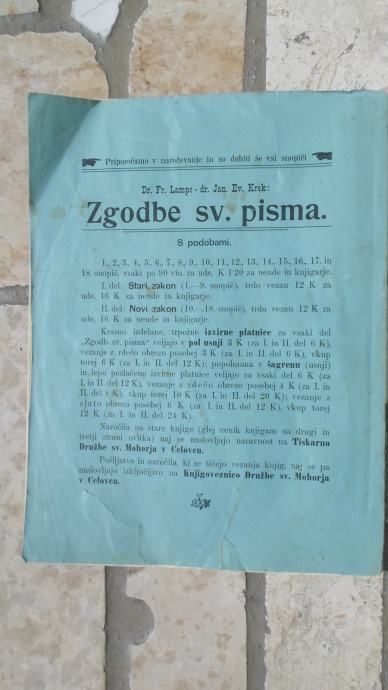 Priporočamo v naročevanje in so dobiti še vsi snopiči
Dr. Fr. Lampe - dr. Jan. Ev. Krek:
Zgodbe sv. pisma.
S podobami.
1., 2., 3., 4., 5., 6., 7., 8., 9., 10., 11., 12., 13., 14., 15., 16., 17. in
18. snopič, vsaki po 90 vin. za ude, K 1·20 za neude in knjigarje.
I. del: Stari zakon (1.—9. snopič), trdo vezan 12 K za
ude, 16 K za neude in knjigarje.
II. del: Novi zakon (10.—18. snopič), trdo vezan 12 K za
ude, 16 K za neude in knjigarje.
Krasno izdelane, trpežne izvirne platnice za vsaki del
„Zgodb sv. pisma“ veljajo v pol usnji 3 K (za I. in II. del 6 K),
vezanje z rdečo obrezo posebej 3 K (za I. in II. del 6 K), vkup
torej 6 K (za I. in II. del 12 K); popolnoma v šagrenu (usnji)
in lepo pozlačene izvirne platnice veljajo za vsaki del 6 K (za
I. in II. del 12 K), vezanje z rdečo obrezo posebej 4 K (za I. in
II. del 8 K), vkup torej 10 K (za I. in II. del 20 K); vezanje z
zlato obrezo posebej 6 K (za I. in II. del 12 K), vkup torej
12 K (za I. in II. del 24 K).
Naročila na stare knjige (glej cenik knjigam na drugi in
tretji strani ovitka) naj se naslovljajo naravnost na Tiskarno
Družbe sv. Mohorja v Celovcu.
Pošiljatve in naročila, ki se tičejo vezanja knjig, naj se pa
naslovljajo izključljivo na Knjigoveznico Družbe sv. Mohorja
v Celovcu.